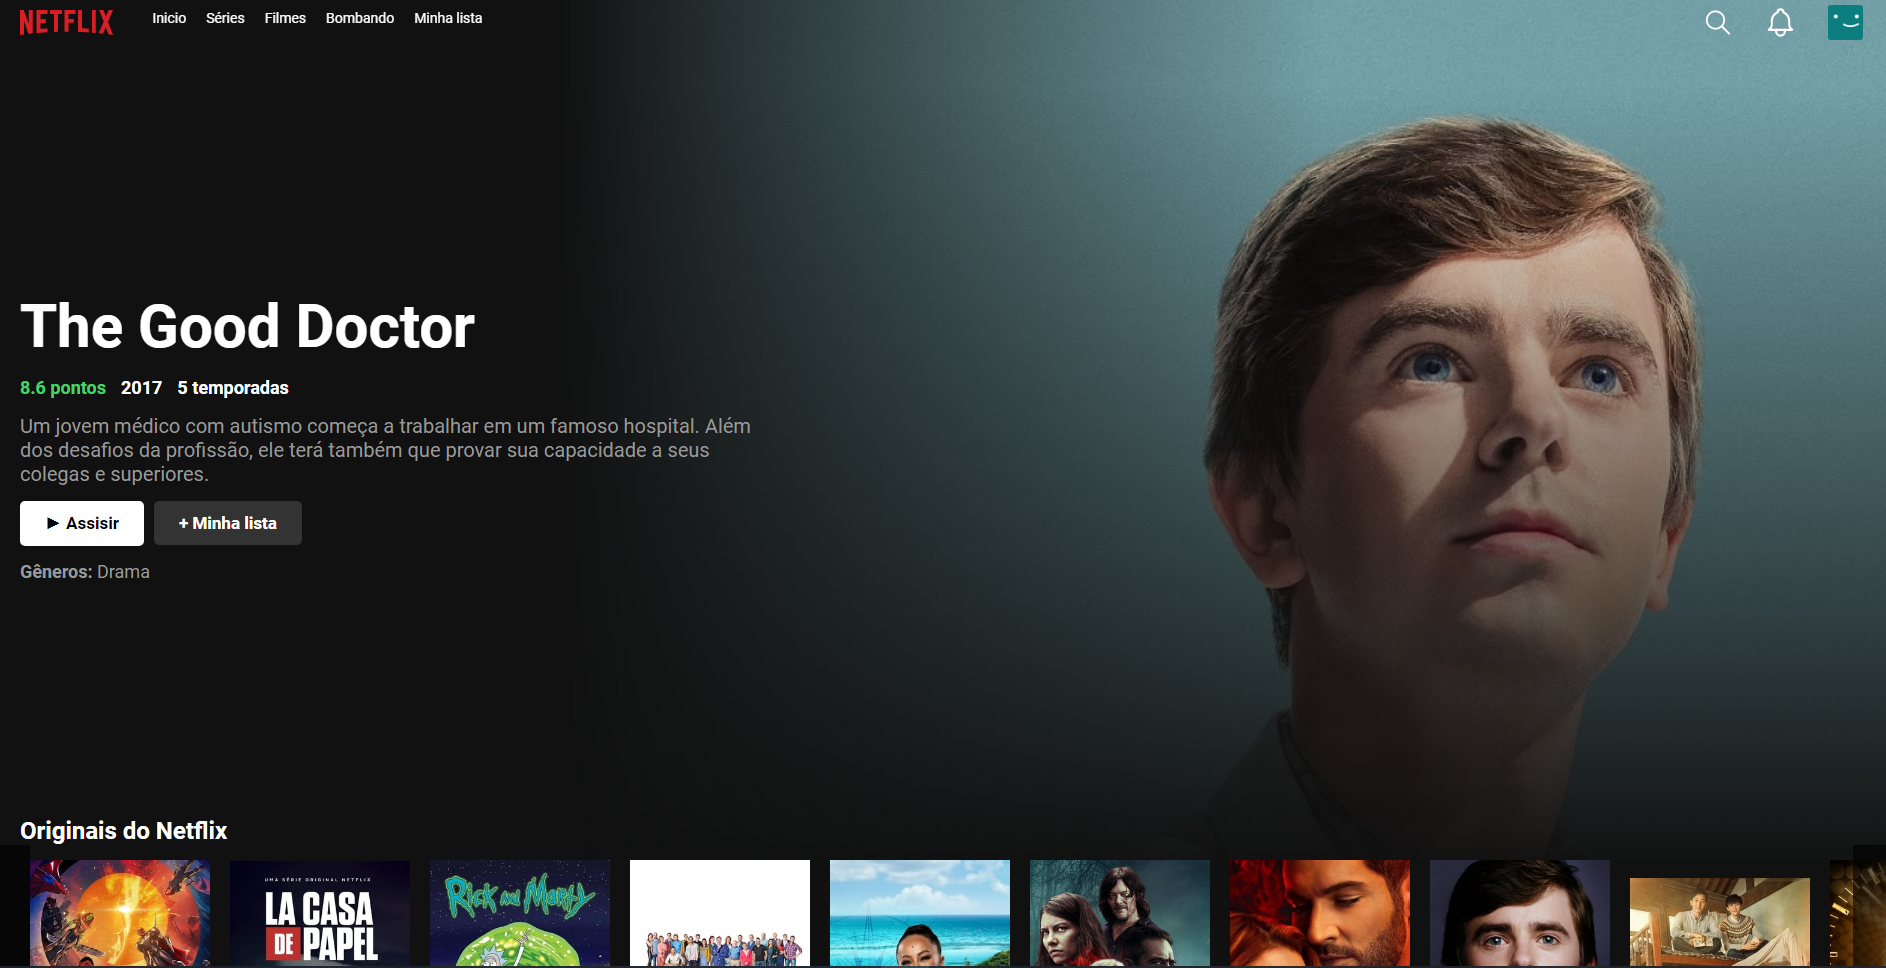 NETFLIX
Inicio Séries Filmes Bombando Minha lista
The Good Doctor
8.6 pontos 2017 5 temporadas
Um jovem médico com autismo começa a trabalhar em um famoso hospital. Além
dos desafios da profissão, ele terá também que provar sua capacidade a seus
colegas e superiores.
▶ Assisir
+ Minha lista
Gêneros: Drama
Originais do Netflix
UMA SÉRIE ORIGINAL NETFLIX
LA CASA
DE PAPEL
RICK AND MORTY